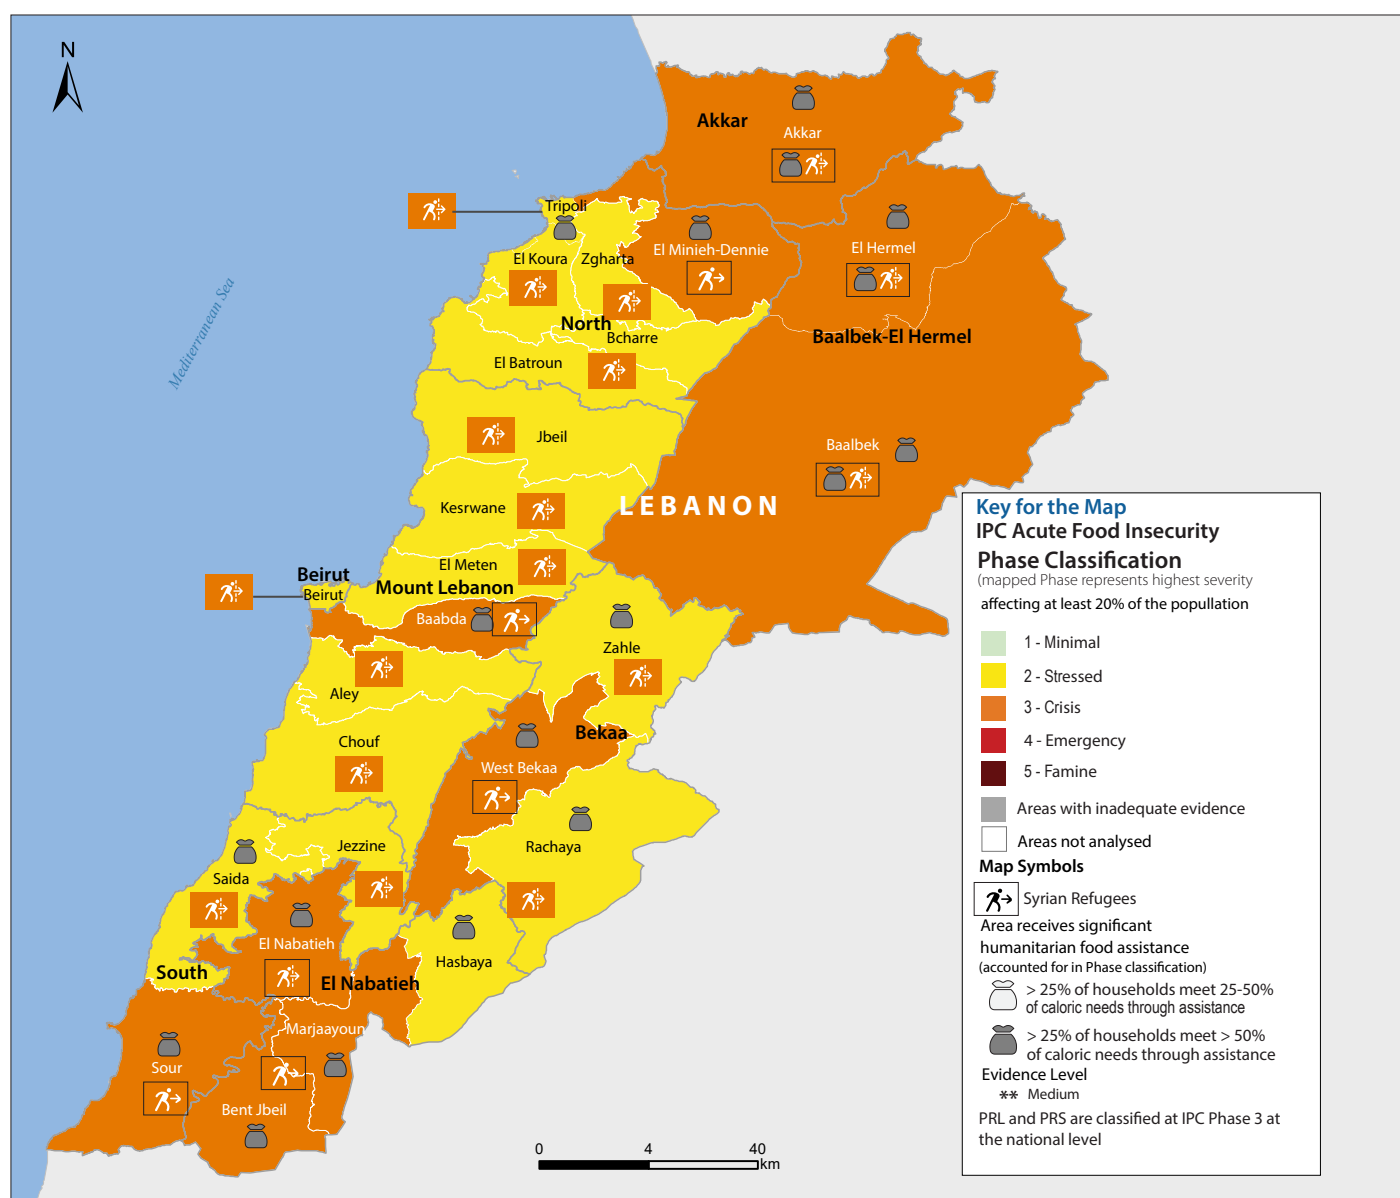 N
Akkar
Akkar
Tripoli
El Minieh-Dennie
El Hermel
El Koura
Zgharta
North
Bcharre
Baalbek-El Hermel
El Batroun
Mediterranean Sea
Jbeil
Baalbek
Kesrwane
LEBANON
El Meten
Beirut
Beirut
Mount Lebanon
Baabda
Zahle
Aley
Bekaa
Chouf
West Bekaa
Jezzine
Rachaya
Saida
El Nabatieh
Hasbaya
South
El Nabatieh
Marjaayoun
Sour
Bent Jbeil
0 4 40
km
Key for the Map
IPC Acute Food Insecurity
Phase Classification
(mapped Phase represents highest severity
affecting at least 20% of the popullation
1 - Minimal
2 - Stressed
3 - Crisis
4 - Emergency
5 - Famine
Areas with inadequate evidence
Areas not analysed
Map Symbols
Syrian Refugees
Area receives significant
humanitarian food assistance
(accounted for in Phase classification)
> 25% of households meet 25-50%
of caloric needs through assistance
> 25% of households meet > 50%
of caloric needs through assistance
Evidence Level
** Medium
PRL and PRS are classified at IPC Phase 3 at
the national level